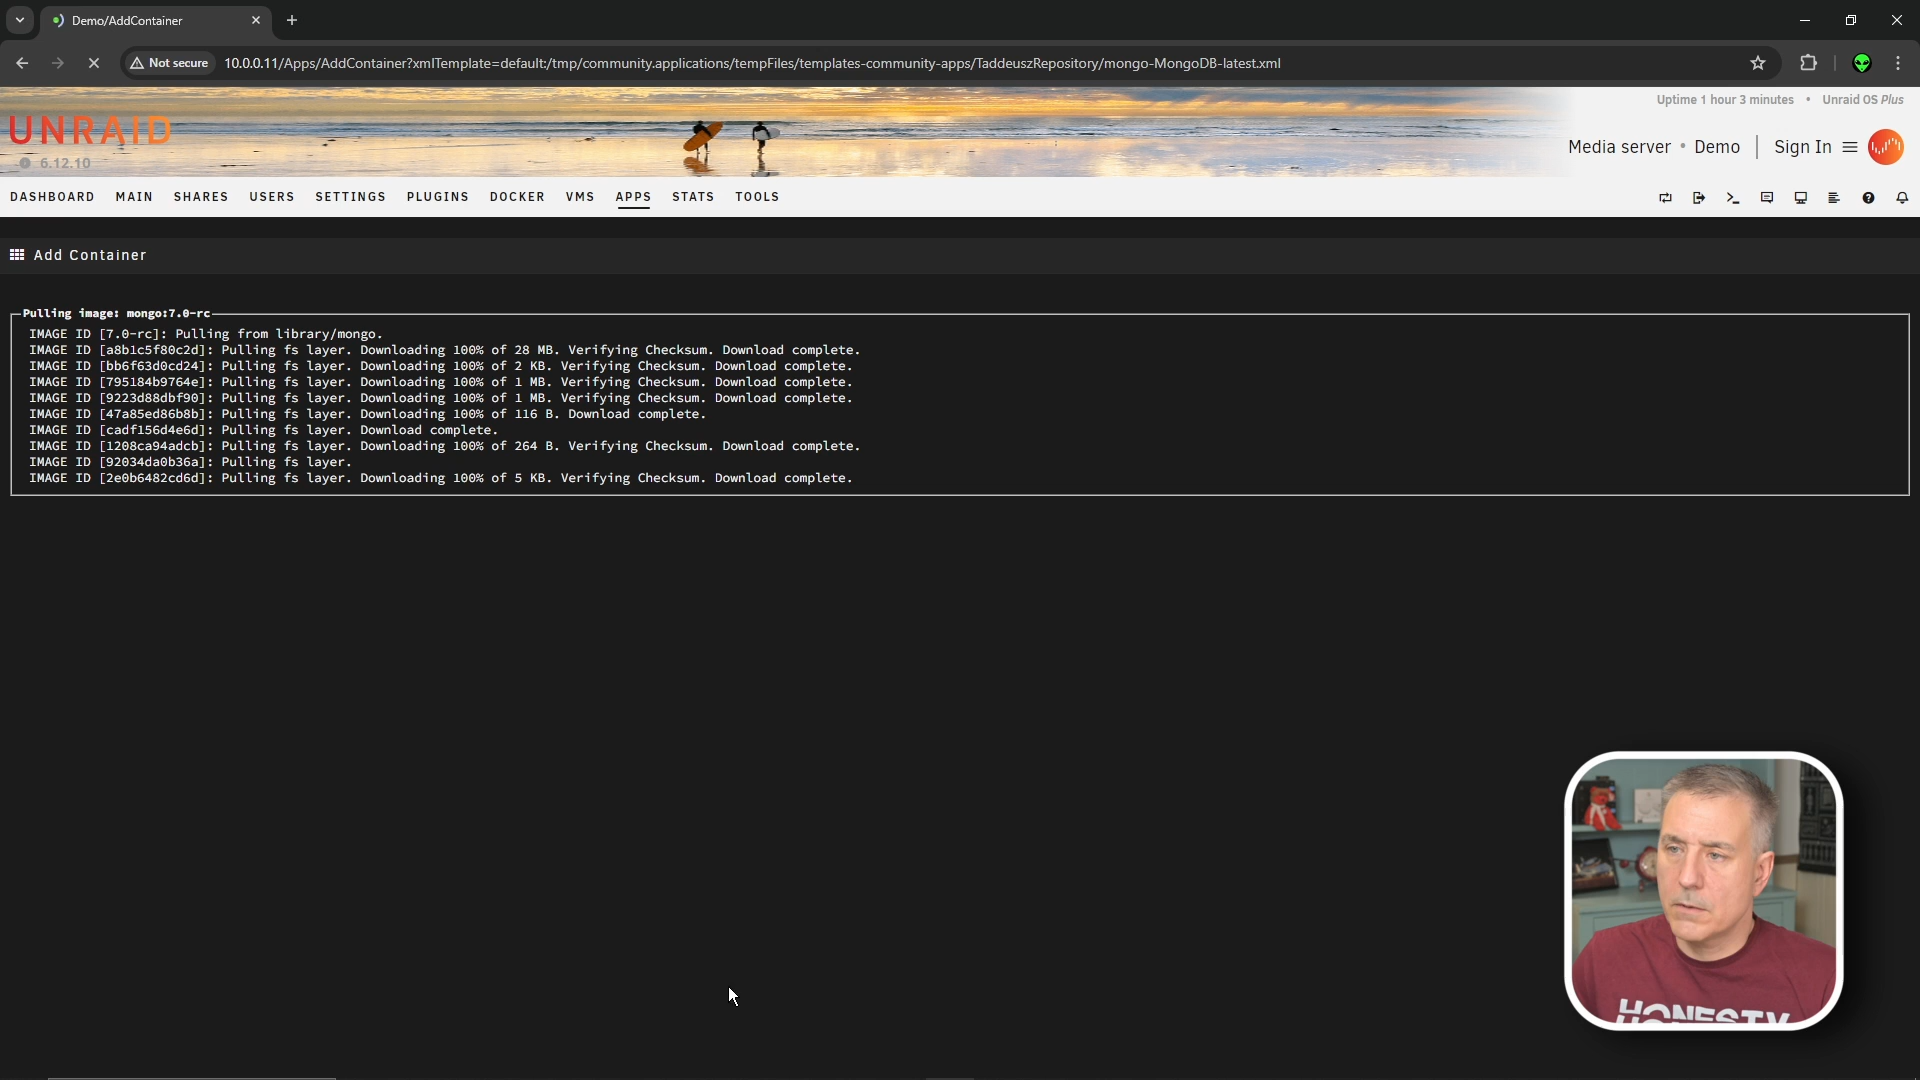 Demo/AddContainer
Not secure
10.0.0.11/Apps/AddContainer?xmlTemplate=default:/tmp/community.applications/tempFiles/templates-community-apps/TaddeuszRepository/mongo-MongoDB-latest.xml
Uptime 1 hour 3 minutes • Unraid OS Plus
UNRAID
6.12.10
Media server • Demo
Sign In
DASHBOARD MAIN SHARES USERS SETTINGS PLUGINS DOCKER VMS APPS STATS TOOLS
Add Container
Pulling image: mongo:7.0-rc
IMAGE ID [7.0-rc]: Pulling from library/mongo.
IMAGE ID [a8b1c5f80c2d]: Pulling fs layer. Downloading 100% of 28 MB. Verifying Checksum. Download complete.
IMAGE ID [bb6f63d0cd24]: Pulling fs layer. Downloading 100% of 2 KB. Verifying Checksum. Download complete.
IMAGE ID [795184b9764e]: Pulling fs layer. Downloading 100% of 1 MB. Verifying Checksum. Download complete.
IMAGE ID [9223d88dbf90]: Pulling fs layer. Downloading 100% of 1 MB. Verifying Checksum. Download complete.
IMAGE ID [47a85ed86b8b]: Pulling fs layer. Downloading 100% of 116 B. Download complete.
IMAGE ID [cadf156d4e6d]: Pulling fs layer. Download complete.
IMAGE ID [1208ca94adcb]: Pulling fs layer. Downloading 100% of 264 B. Verifying Checksum. Download complete.
IMAGE ID [92034da0b36a]: Pulling fs layer.
IMAGE ID [2e0b6482cd6d]: Pulling fs layer. Downloading 100% of 5 KB. Verifying Checksum. Download complete.
HONESTY